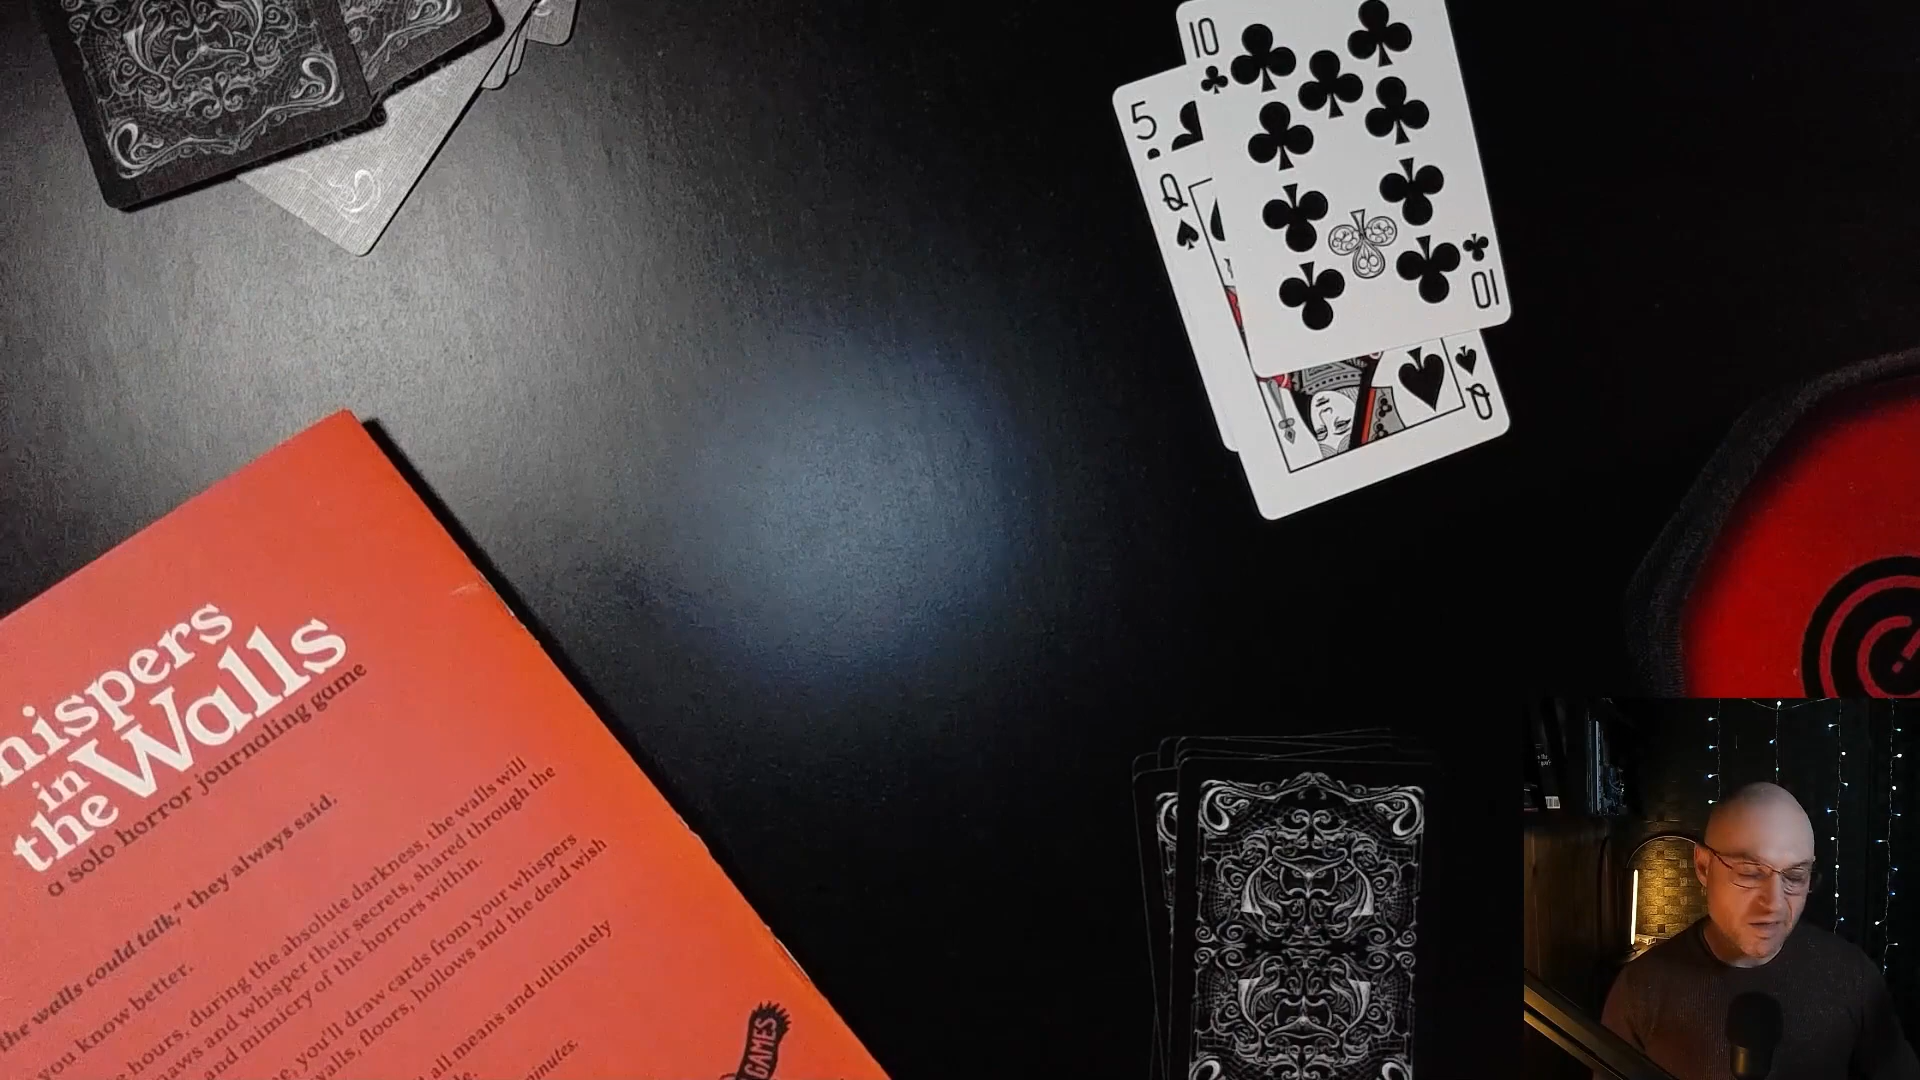 10
5
Q
10
Q
hispers
in
the Walls
a solo horror journaling game
the walls could talk," they always said.
you know better.
hours, during the absolute darkness, the walls will
and whisper their secrets, shared through the
and mimicry of the horrors within.
you'll draw cards from your whispers
walls, floors, hollows and the dead wish
all means and ultimately
minutes.
GAMES